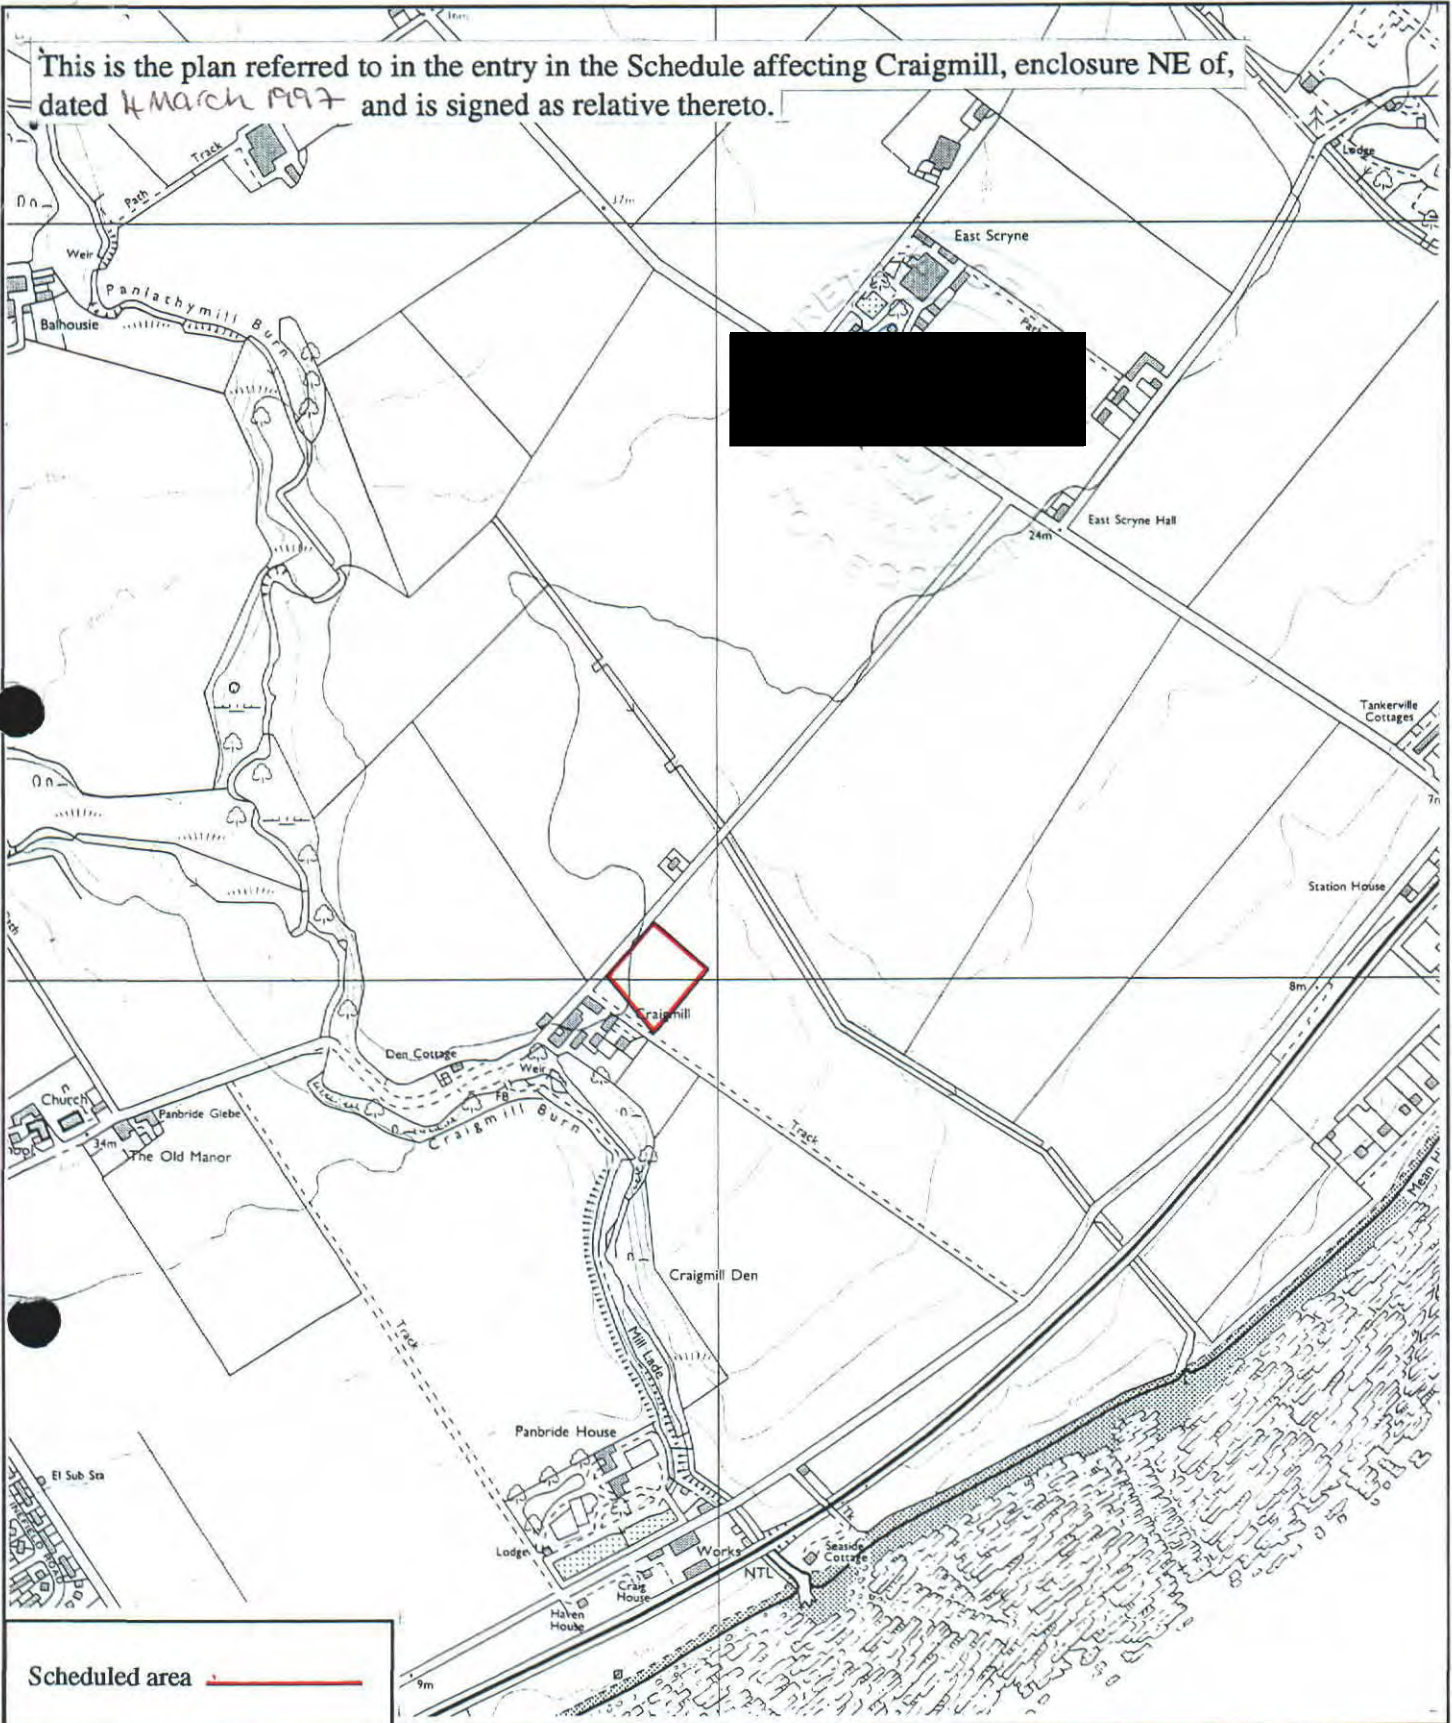 This is the plan referred to in the entry in the Schedule affecting Craigmill, enclosure NE of,
dated 4 March 1997 and is signed as relative thereto.
Track
Path
Lodge
37m
Weir
East Scryne
Panlathymill Burn
Balhousie
Path
East Scryne Hall
24m
Tankerville
Cottages
Station House
8m
Craigmill
Den Cottage
Weir
FB
Craigmill Burn
Church
Panbride Glebe
34m
The Old Manor
Track
Craigmill Den
Track
Mill Lade
Panbride House
El Sub Sta
Lodge
Works
Tk
Seaside
Cottage
NTL
Craig
House
Haven
House
Scheduled area
9m